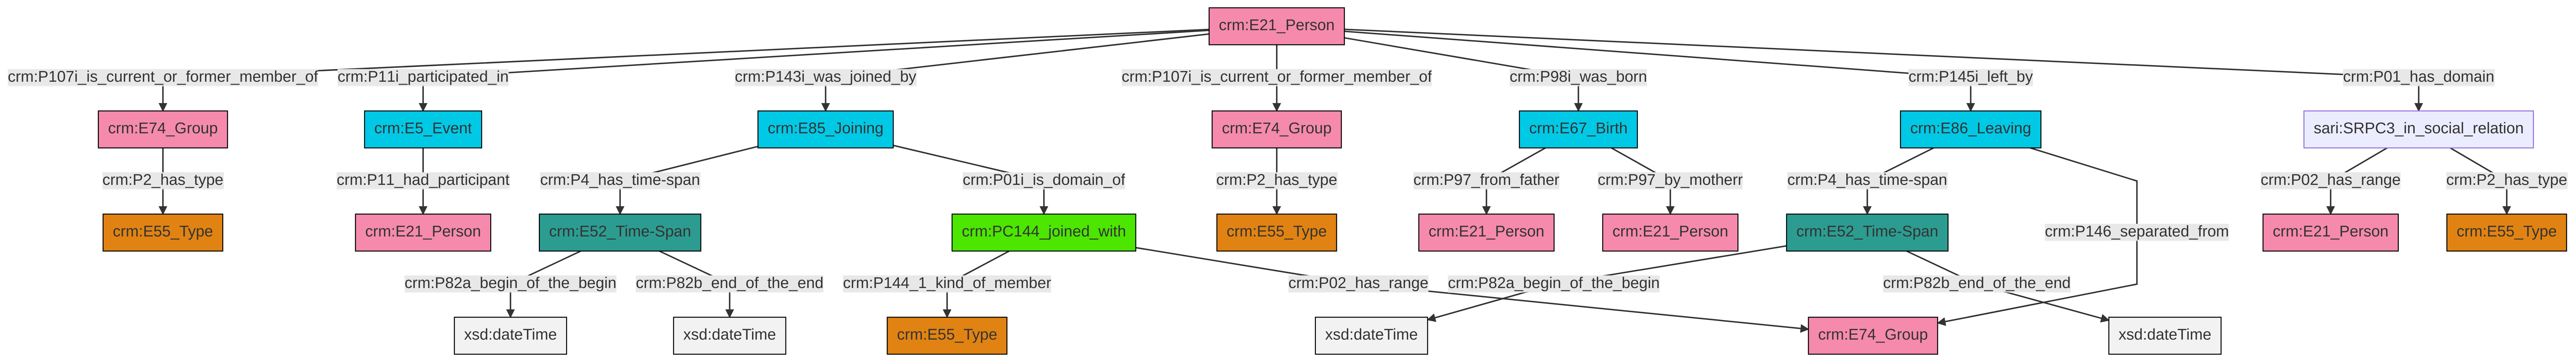 crm:E21_Person
crm:P107i_is_current_or_former_member_of
crm:P11i_participated_in
crm:P143i_was_joined_by
crm:P107i_is_current_or_former_member_of
crm:P98i_was_born
crm:P145i_left_by
crm:P01_has_domain
crm:E74_Group
crm:E5_Event
crm:E85_Joining
crm:E74_Group
crm:E67_Birth
crm:E86_Leaving
sari:SRPC3_in_social_relation
crm:P2_has_type
crm:P11_had_participant
crm:P4_has_time-span
crm:P01i_is_domain_of
crm:P2_has_type
crm:P97_from_father
crm:P97_by_motherr
crm:P4_has_time-span
crm:P02_has_range
crm:P2_has_type
crm:E55_Type
crm:E21_Person
crm:E52_Time-Span
crm:PC144_joined_with
crm:E55_Type
crm:E21_Person
crm:E21_Person
crm:E52_Time-Span
crm:P146_separated_from
crm:E21_Person
crm:E55_Type
crm:P82a_begin_of_the_begin
crm:P82b_end_of_the_end
crm:P144_1_kind_of_member
crm:P02_has_range
crm:P82a_begin_of_the_begin
crm:P82b_end_of_the_end
xsd:dateTime
xsd:dateTime
crm:E55_Type
xsd:dateTime
crm:E74_Group
xsd:dateTime